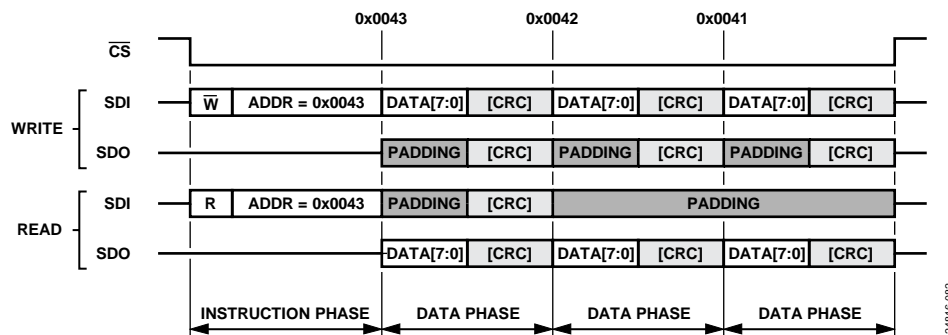 0x0043 0x0042 0x0041
CS
WRITE
SDI W ADDR = 0x0043 DATA[7:0] [CRC] DATA[7:0] [CRC] DATA[7:0] [CRC]
SDO PADDING [CRC] PADDING [CRC] PADDING [CRC]
READ
SDI R ADDR = 0x0043 PADDING [CRC] PADDING
SDO DATA[7:0] [CRC] DATA[7:0] [CRC] DATA[7:0] [CRC]
INSTRUCTION PHASE DATA PHASE DATA PHASE DATA PHASE